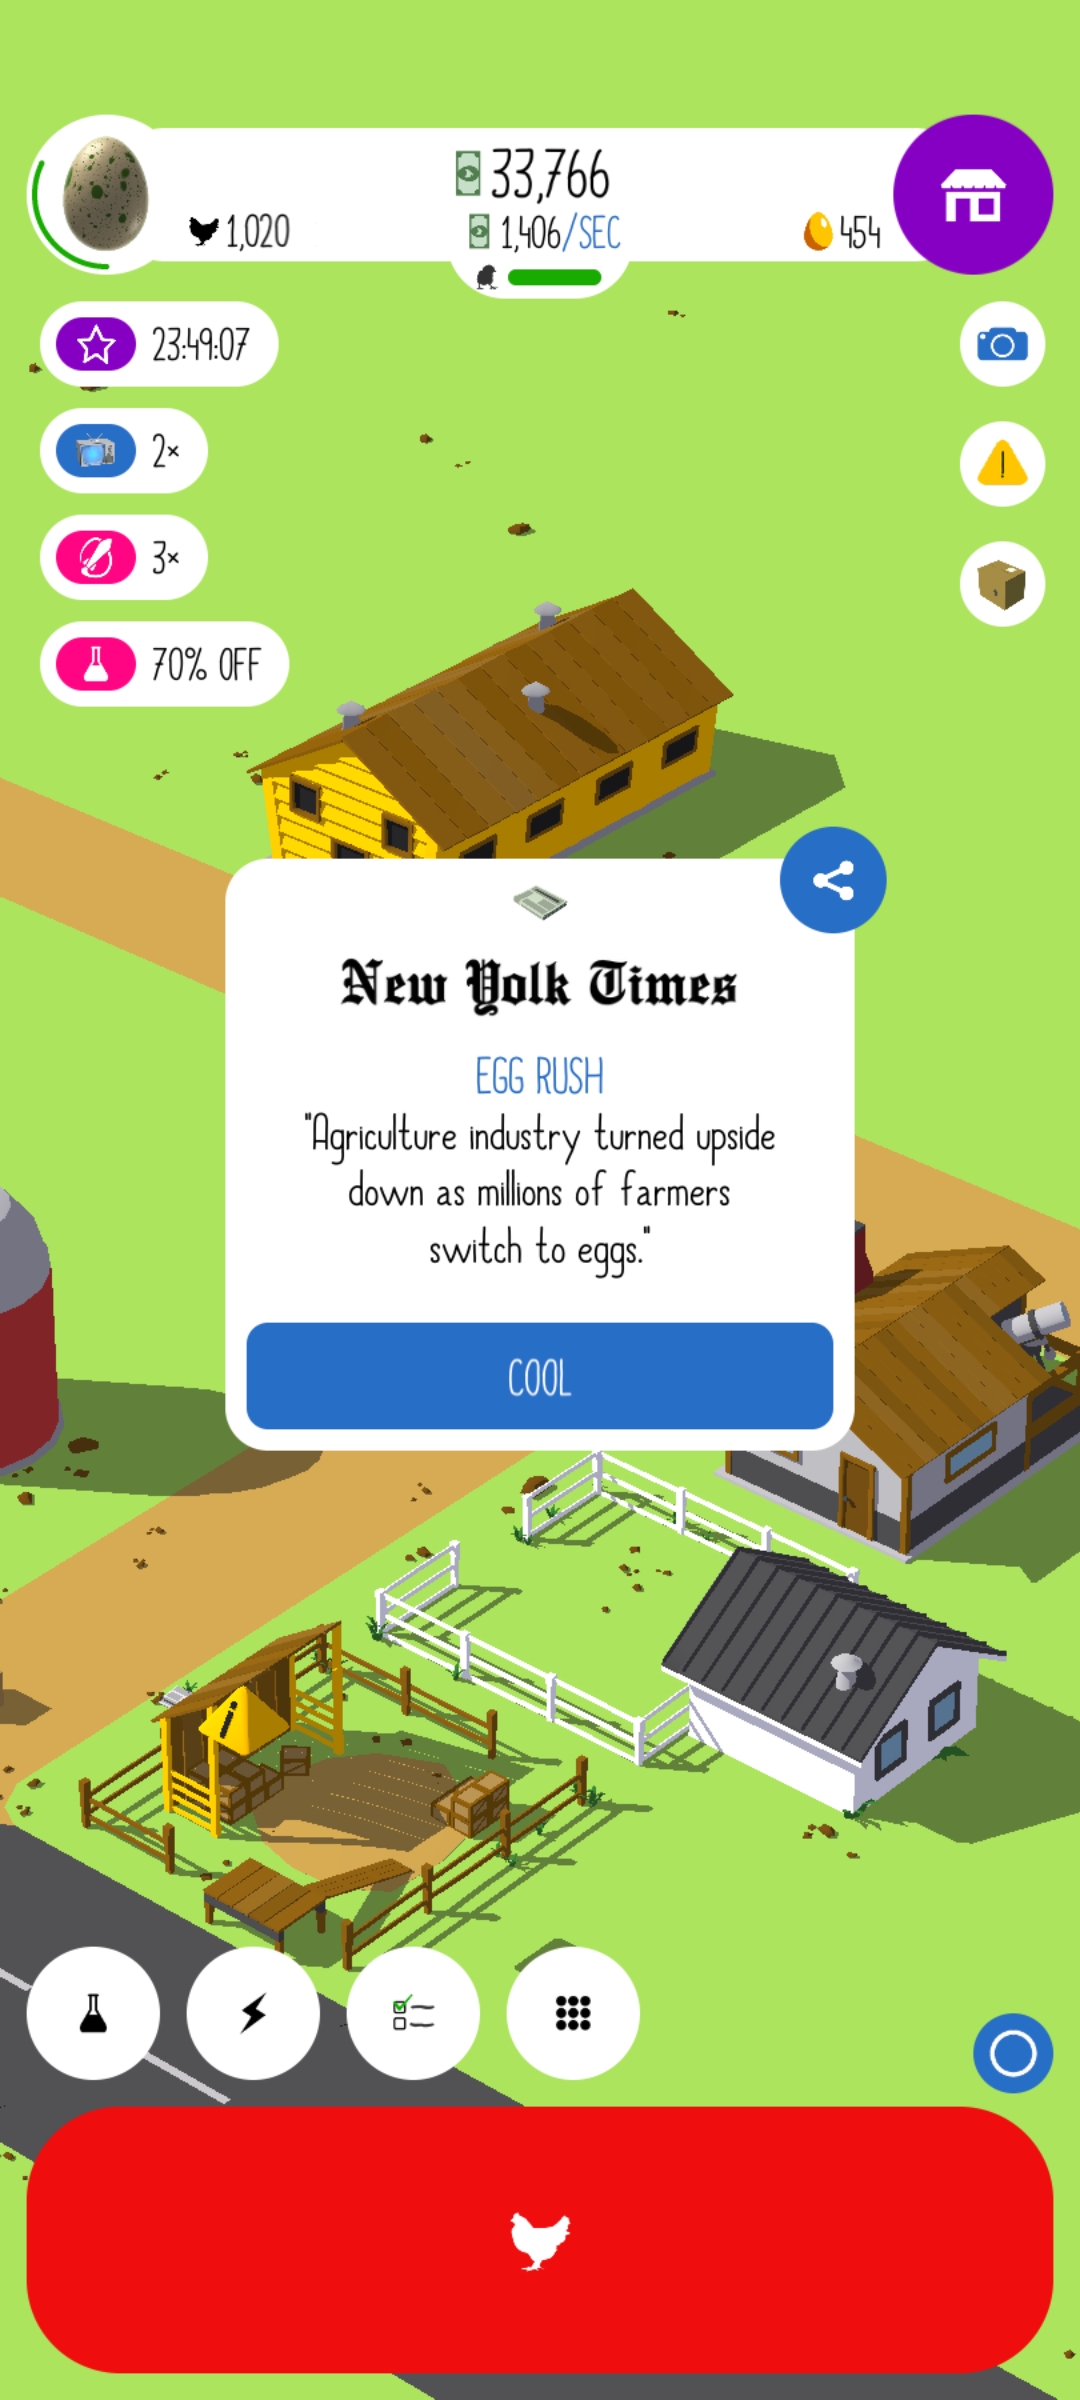 33,766
1,020
1,406/SEC
454
23:49:07
2×
3×
70% OFF
New Yolk Times
EGG RUSH
"Agriculture industry turned upside
down as millions of farmers
switch to eggs."
COOL